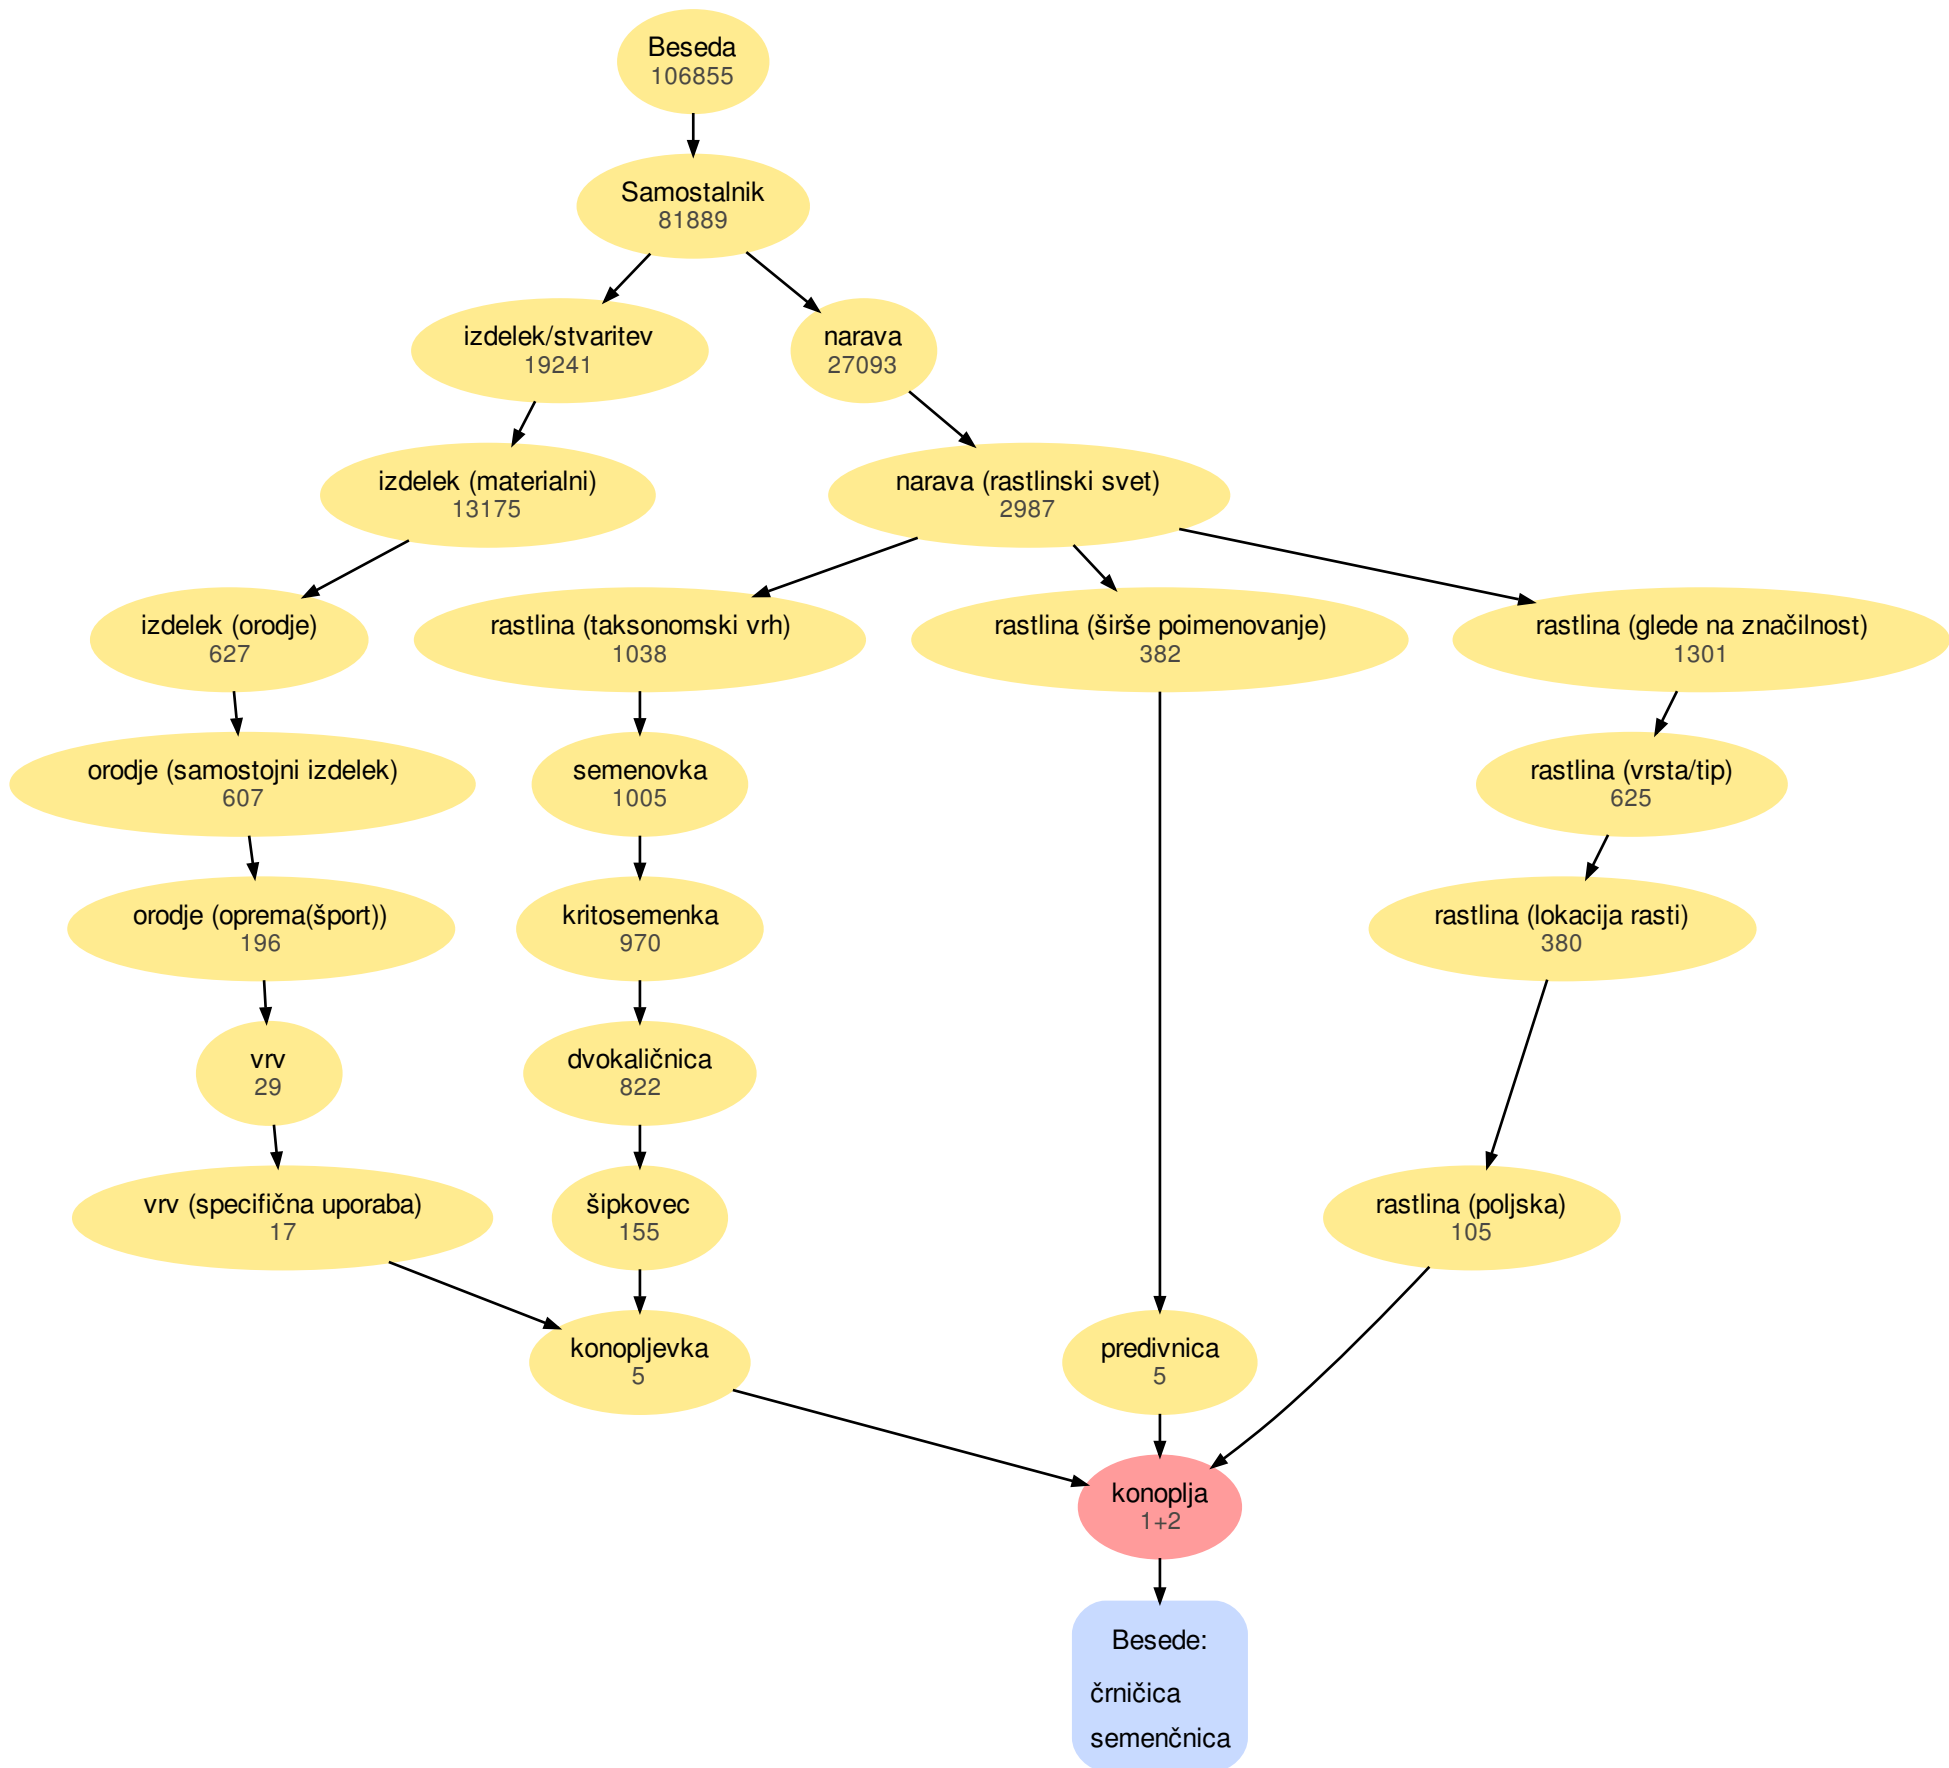 Beseda
106855
Samostalnik
81889
izdelek/stvaritev
19241
narava
27093
izdelek (materialni)
13175
narava (rastlinski svet)
2987
izdelek (orodje)
627
rastlina (taksonomski vrh)
1038
rastlina (širše poimenovanje)
382
rastlina (glede na značilnost)
1301
orodje (samostojni izdelek)
607
semenovka
1005
rastlina (vrsta/tip)
625
orodje (oprema(šport))
196
kritosemenka
970
rastlina (lokacija rasti)
380
vrv
29
dvokaličnica
822
vrv (specifična uporaba)
17
šipkovec
155
rastlina (poljska)
105
konopljevka
5
predivnica
5
konoplja
1+2
Besede:
črničica
semenčnica